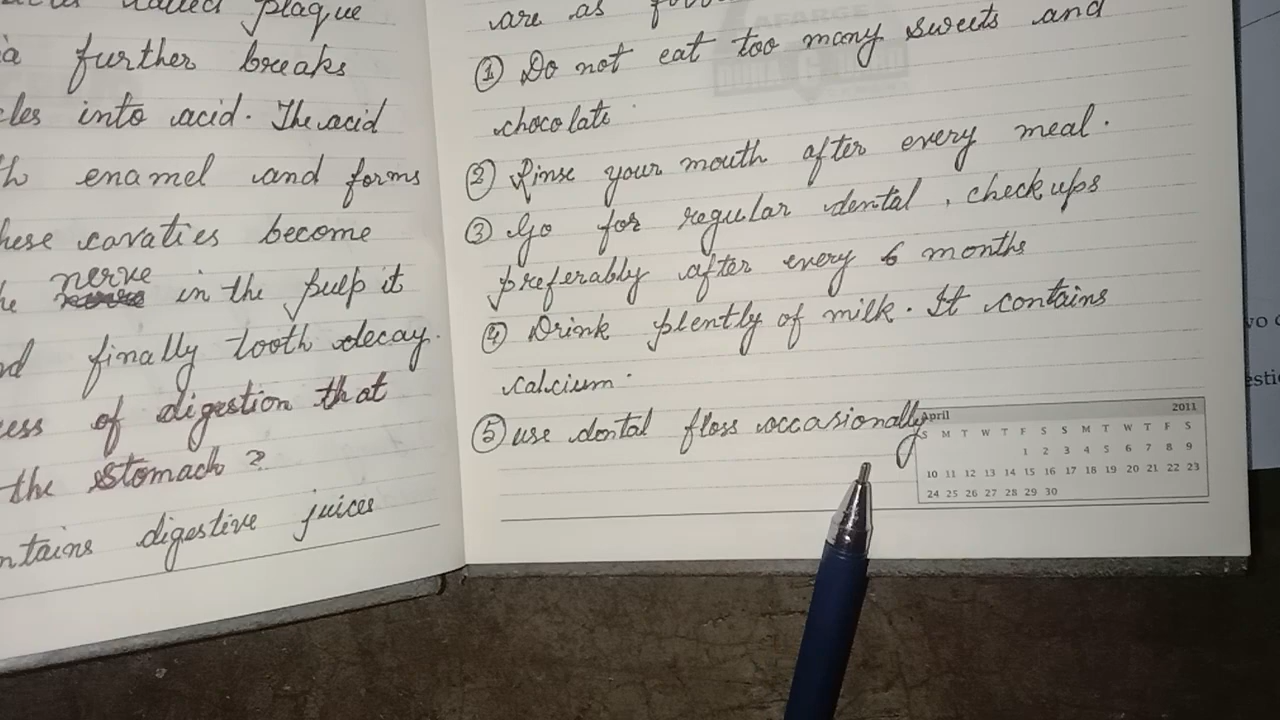 called plaque
further breaks
into acid. The acid
enamel and forms
cavaties become
nerve
in the pulp it
finally tooth decay.
of digestion that
the stomach ?
digestive juices
are as
① Do not eat too many sweets and
chocolate.
② Rinse your mouth after every meal.
③ Go for regular dental , check ups
preferably after every 6 months
④ Drink plently of milk. It contains
calcium.
⑤ use dental floss occasionally
April 2011
S M T W T F S S M T W T F S
1 2 3 4 5 6 7 8 9
10 11 12 13 14 15 16 17 18 19 20 21 22 23
24 25 26 27 28 29 30
LAFARGE